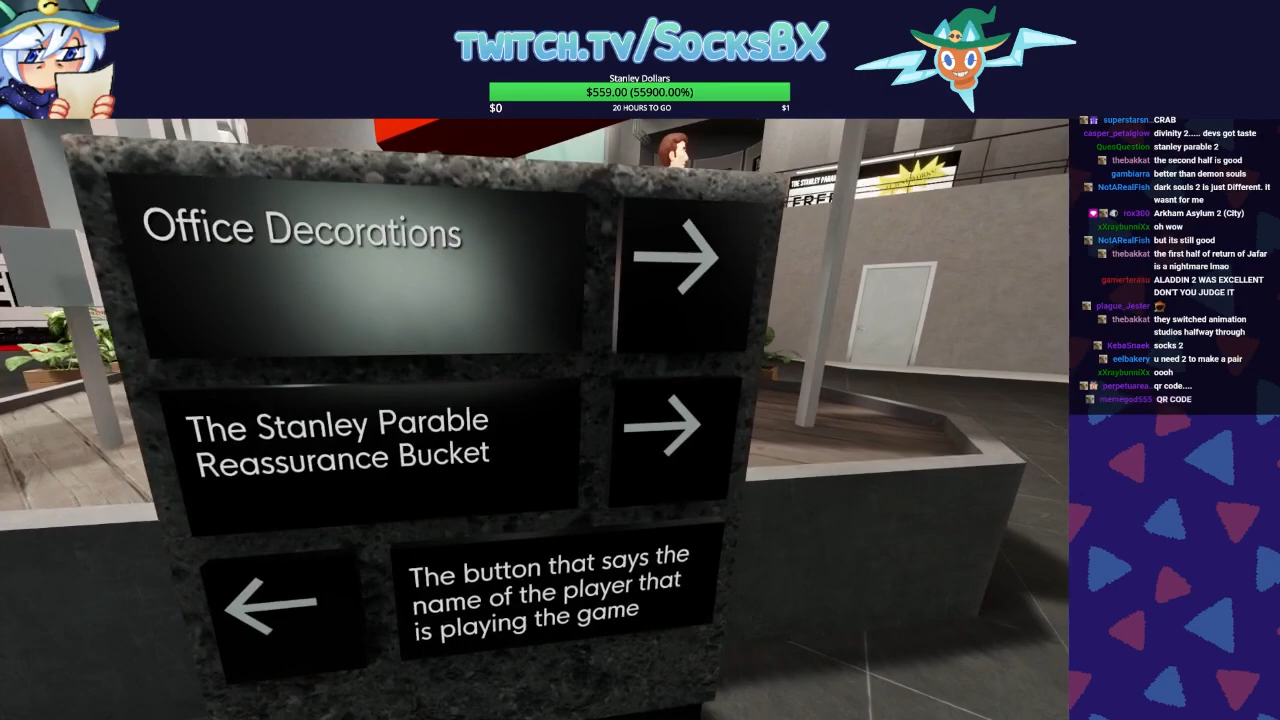 TWITCH.TV/SOCKSBX
Stanley Dollars
$559.00 (55900.00%)
$0
20 HOURS TO GO
$1
Office Decorations
The Stanley Parable
Reassurance Bucket
The button that says the
name of the player that
is playing the game
THE STANLEY PARABLE
superstarsn.. CRAB
casper_petalglow divinity 2..... devs got taste
QuesQuestion stanley parable 2
thebakkat the second half is good
gambiarra better than demon souls
NotARealFish dark souls 2 is just Different. it
wasnt for me
rox300 Arkham Asylum 2 (City)
xXraybunniXx oh wow
NotARealFish but its still good
thebakkat the first half of return of Jafar
is a nightmare lmao
gamerterasu ALADDIN 2 WAS EXCELLENT
DON'T YOU JUDGE IT
plague_Jester
thebakkat they switched animation
studios halfway through
KebaSnaek socks 2
eelbakery u need 2 to make a pair
xXraybunniXx oooh
perpetuarea.. qr code....
memegod555 QR CODE